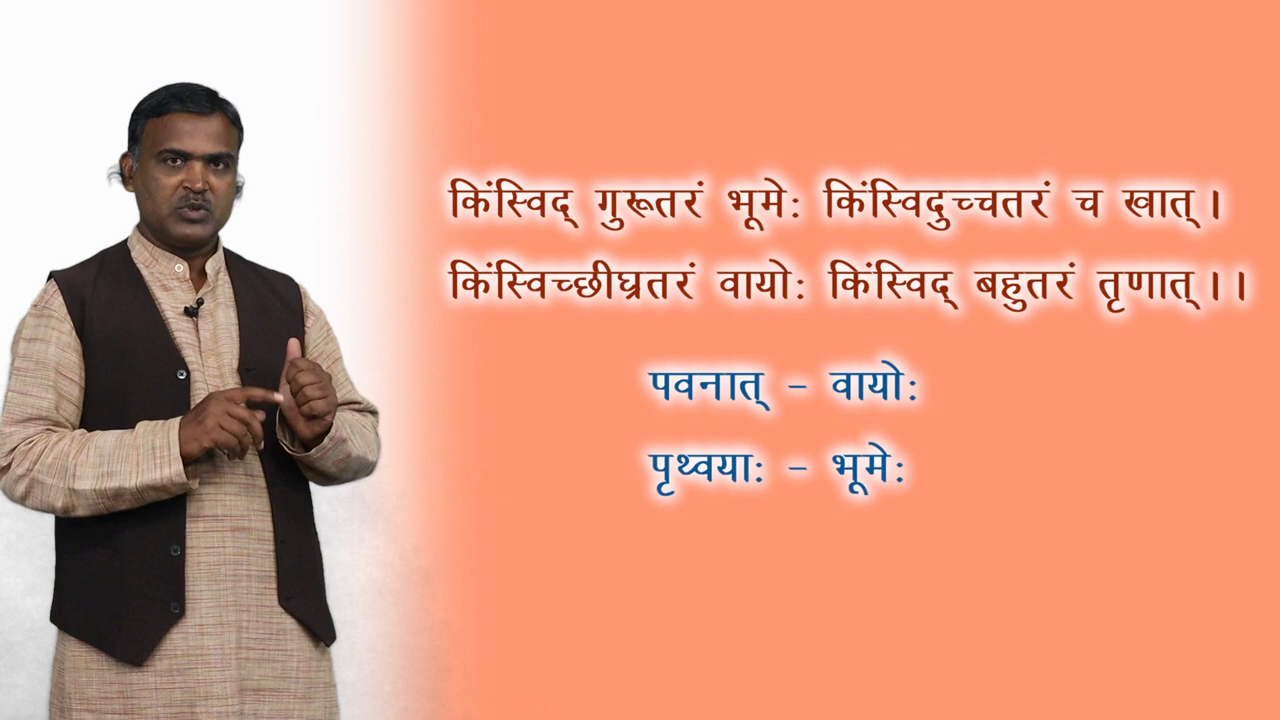 किंस्विद् गुरूतरं भूमेः किंस्विदुच्चतरं च खात्।
किंस्विच्छीघ्रतरं वायोः किंस्विद् बहुतरं तृणात्।।
पवनात् - वायोः
पृथ्वयाः - भूमेः